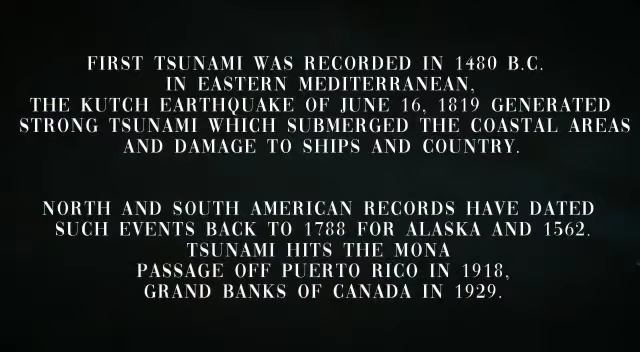 FIRST TSUNAMI WAS RECORDED IN 1480 B.C.
IN EASTERN MEDITERRANEAN,
THE KUTCH EARTHQUAKE OF JUNE 16, 1819 GENERATED
STRONG TSUNAMI WHICH SUBMERGED THE COASTAL AREAS
AND DAMAGE TO SHIPS AND COUNTRY.
NORTH AND SOUTH AMERICAN RECORDS HAVE DATED
SUCH EVENTS BACK TO 1788 FOR ALASKA AND 1562.
TSUNAMI HITS THE MONA
PASSAGE OFF PUERTO RICO IN 1918,
GRAND BANKS OF CANADA IN 1929.